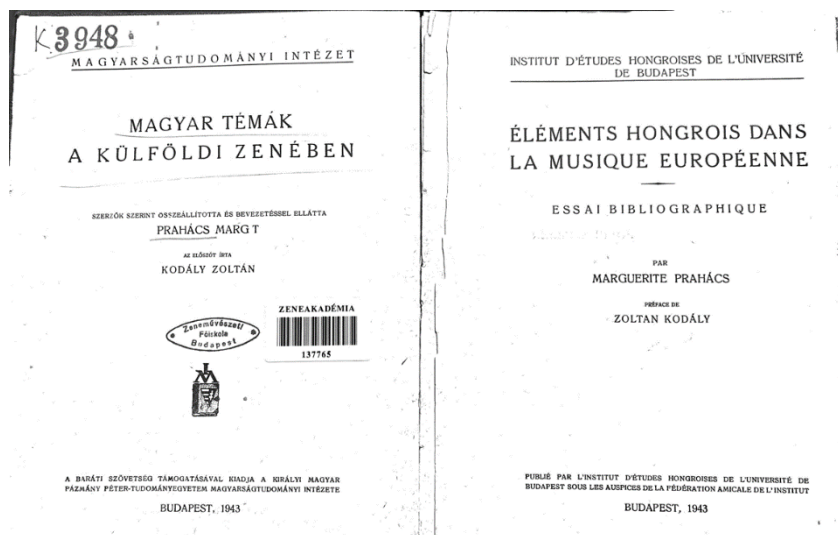 K 3948
MAGYARSÁGTUDOMÁNYI INTÉZET
MAGYAR TÉMÁK
A KÜLFÖLDI ZENÉBEN
SZERZŐK SZERINT ÖSSZEÁLLÍTOTTA ÉS BEVEZETÉSSEL ELLÁTTA
PRAHÁCS MARG T
AZ ELŐSZÓT ÍRTA
KODÁLY ZOLTÁN
ZENEAKADÉMIA
137765
Zeneművészeti
Főiskola
Budapest
A BARÁTI SZÖVETSÉG TÁMOGATÁSÁVAL KIADJA A KIRÁLYI MAGYAR
PÁZMÁNY PÉTER-TUDOMÁNYEGYETEM MAGYARSÁGTUDOMÁNYI INTÉZETE
BUDAPEST, 1943
INSTITUT D'ÉTUDES HONGROISES DE L'UNIVERSITÉ
DE BUDAPEST
ÉLÉMENTS HONGROIS DANS
LA MUSIQUE EUROPÉENNE
ESSAI BIBLIOGRAPHIQUE
PAR
MARGUERITE PRAHÁCS
PRÉFACE DE
ZOLTAN KODÁLY
PUBLIÉ PAR L'INSTITUT D'ÉTUDES HONGROISES DE L'UNIVERSITÉ DE
BUDAPEST SOUS LES AUSPICES DE LA FÉDÉRATION AMICALE DE L'INSTITUT
BUDAPEST, 1943